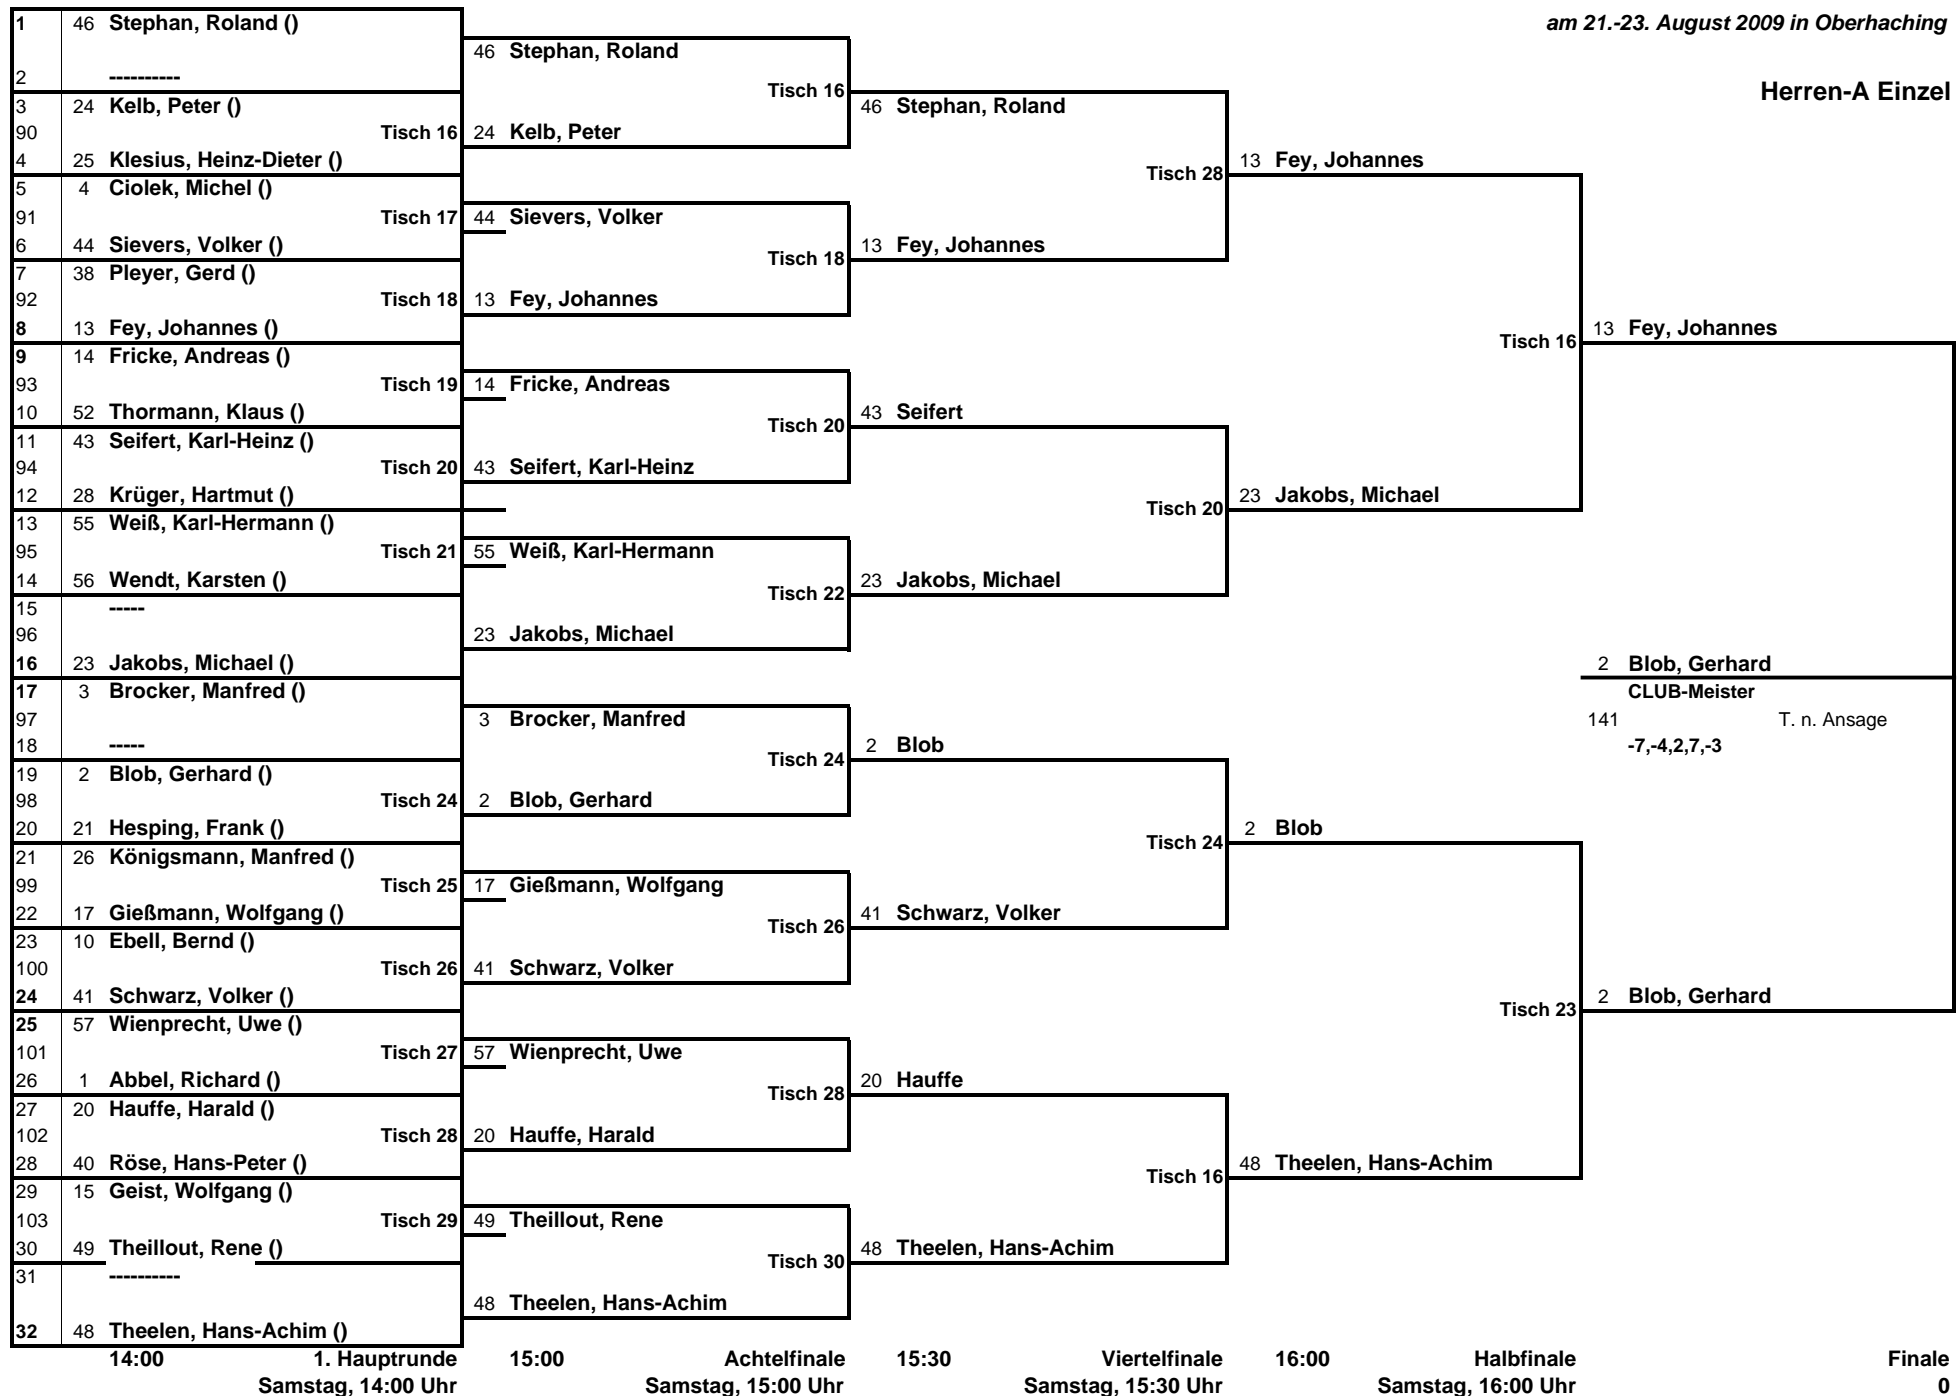 am 21.-23. August 2009 in Oberhaching
Herren-A Einzel
1 46 Stephan, Roland ()
46 Stephan, Roland
2 ----------
Tisch 16
3 24 Kelb, Peter ()
46 Stephan, Roland
90 Tisch 16 24 Kelb, Peter
4 25 Klesius, Heinz-Dieter ()
13 Fey, Johannes
Tisch 28
5 4 Ciolek, Michel ()
91 Tisch 17 44 Sievers, Volker
6 44 Sievers, Volker ()
13 Fey, Johannes
Tisch 18
7 38 Pleyer, Gerd ()
92 Tisch 18 13 Fey, Johannes
8 13 Fey, Johannes ()
13 Fey, Johannes
Tisch 16
9 14 Fricke, Andreas ()
93 Tisch 19 14 Fricke, Andreas
10 52 Thormann, Klaus ()
43 Seifert
Tisch 20
11 43 Seifert, Karl-Heinz ()
94 Tisch 20 43 Seifert, Karl-Heinz
12 28 Krüger, Hartmut ()
23 Jakobs, Michael
Tisch 20
13 55 Weiß, Karl-Hermann ()
95 Tisch 21 55 Weiß, Karl-Hermann
14 56 Wendt, Karsten ()
23 Jakobs, Michael
Tisch 22
15 -----
96 23 Jakobs, Michael
16 23 Jakobs, Michael ()
2 Blob, Gerhard
CLUB-Meister
141 T. n. Ansage
-7,-4,2,7,-3
17 3 Brocker, Manfred ()
97 3 Brocker, Manfred
18 -----
2 Blob
Tisch 24
19 2 Blob, Gerhard ()
98 Tisch 24 2 Blob, Gerhard
20 21 Hesping, Frank ()
2 Blob
Tisch 24
21 26 Königsmann, Manfred ()
99 Tisch 25 17 Gießmann, Wolfgang
22 17 Gießmann, Wolfgang ()
41 Schwarz, Volker
Tisch 26
23 10 Ebell, Bernd ()
100 Tisch 26 41 Schwarz, Volker
24 41 Schwarz, Volker ()
2 Blob, Gerhard
Tisch 23
25 57 Wienprecht, Uwe ()
101 Tisch 27 57 Wienprecht, Uwe
26 1 Abbel, Richard ()
20 Hauffe
Tisch 28
27 20 Hauffe, Harald ()
102 Tisch 28 20 Hauffe, Harald
28 40 Röse, Hans-Peter ()
48 Theelen, Hans-Achim
Tisch 16
29 15 Geist, Wolfgang ()
103 Tisch 29 49 Theillout, Rene
30 49 Theillout, Rene ()
48 Theelen, Hans-Achim
Tisch 30
31 ----------
48 Theelen, Hans-Achim
32 48 Theelen, Hans-Achim ()
14:00 1. Hauptrunde 15:00 Achtelfinale 15:30 Viertelfinale 16:00 Halbfinale Finale
Samstag, 14:00 Uhr Samstag, 15:00 Uhr Samstag, 15:30 Uhr Samstag, 16:00 Uhr 0